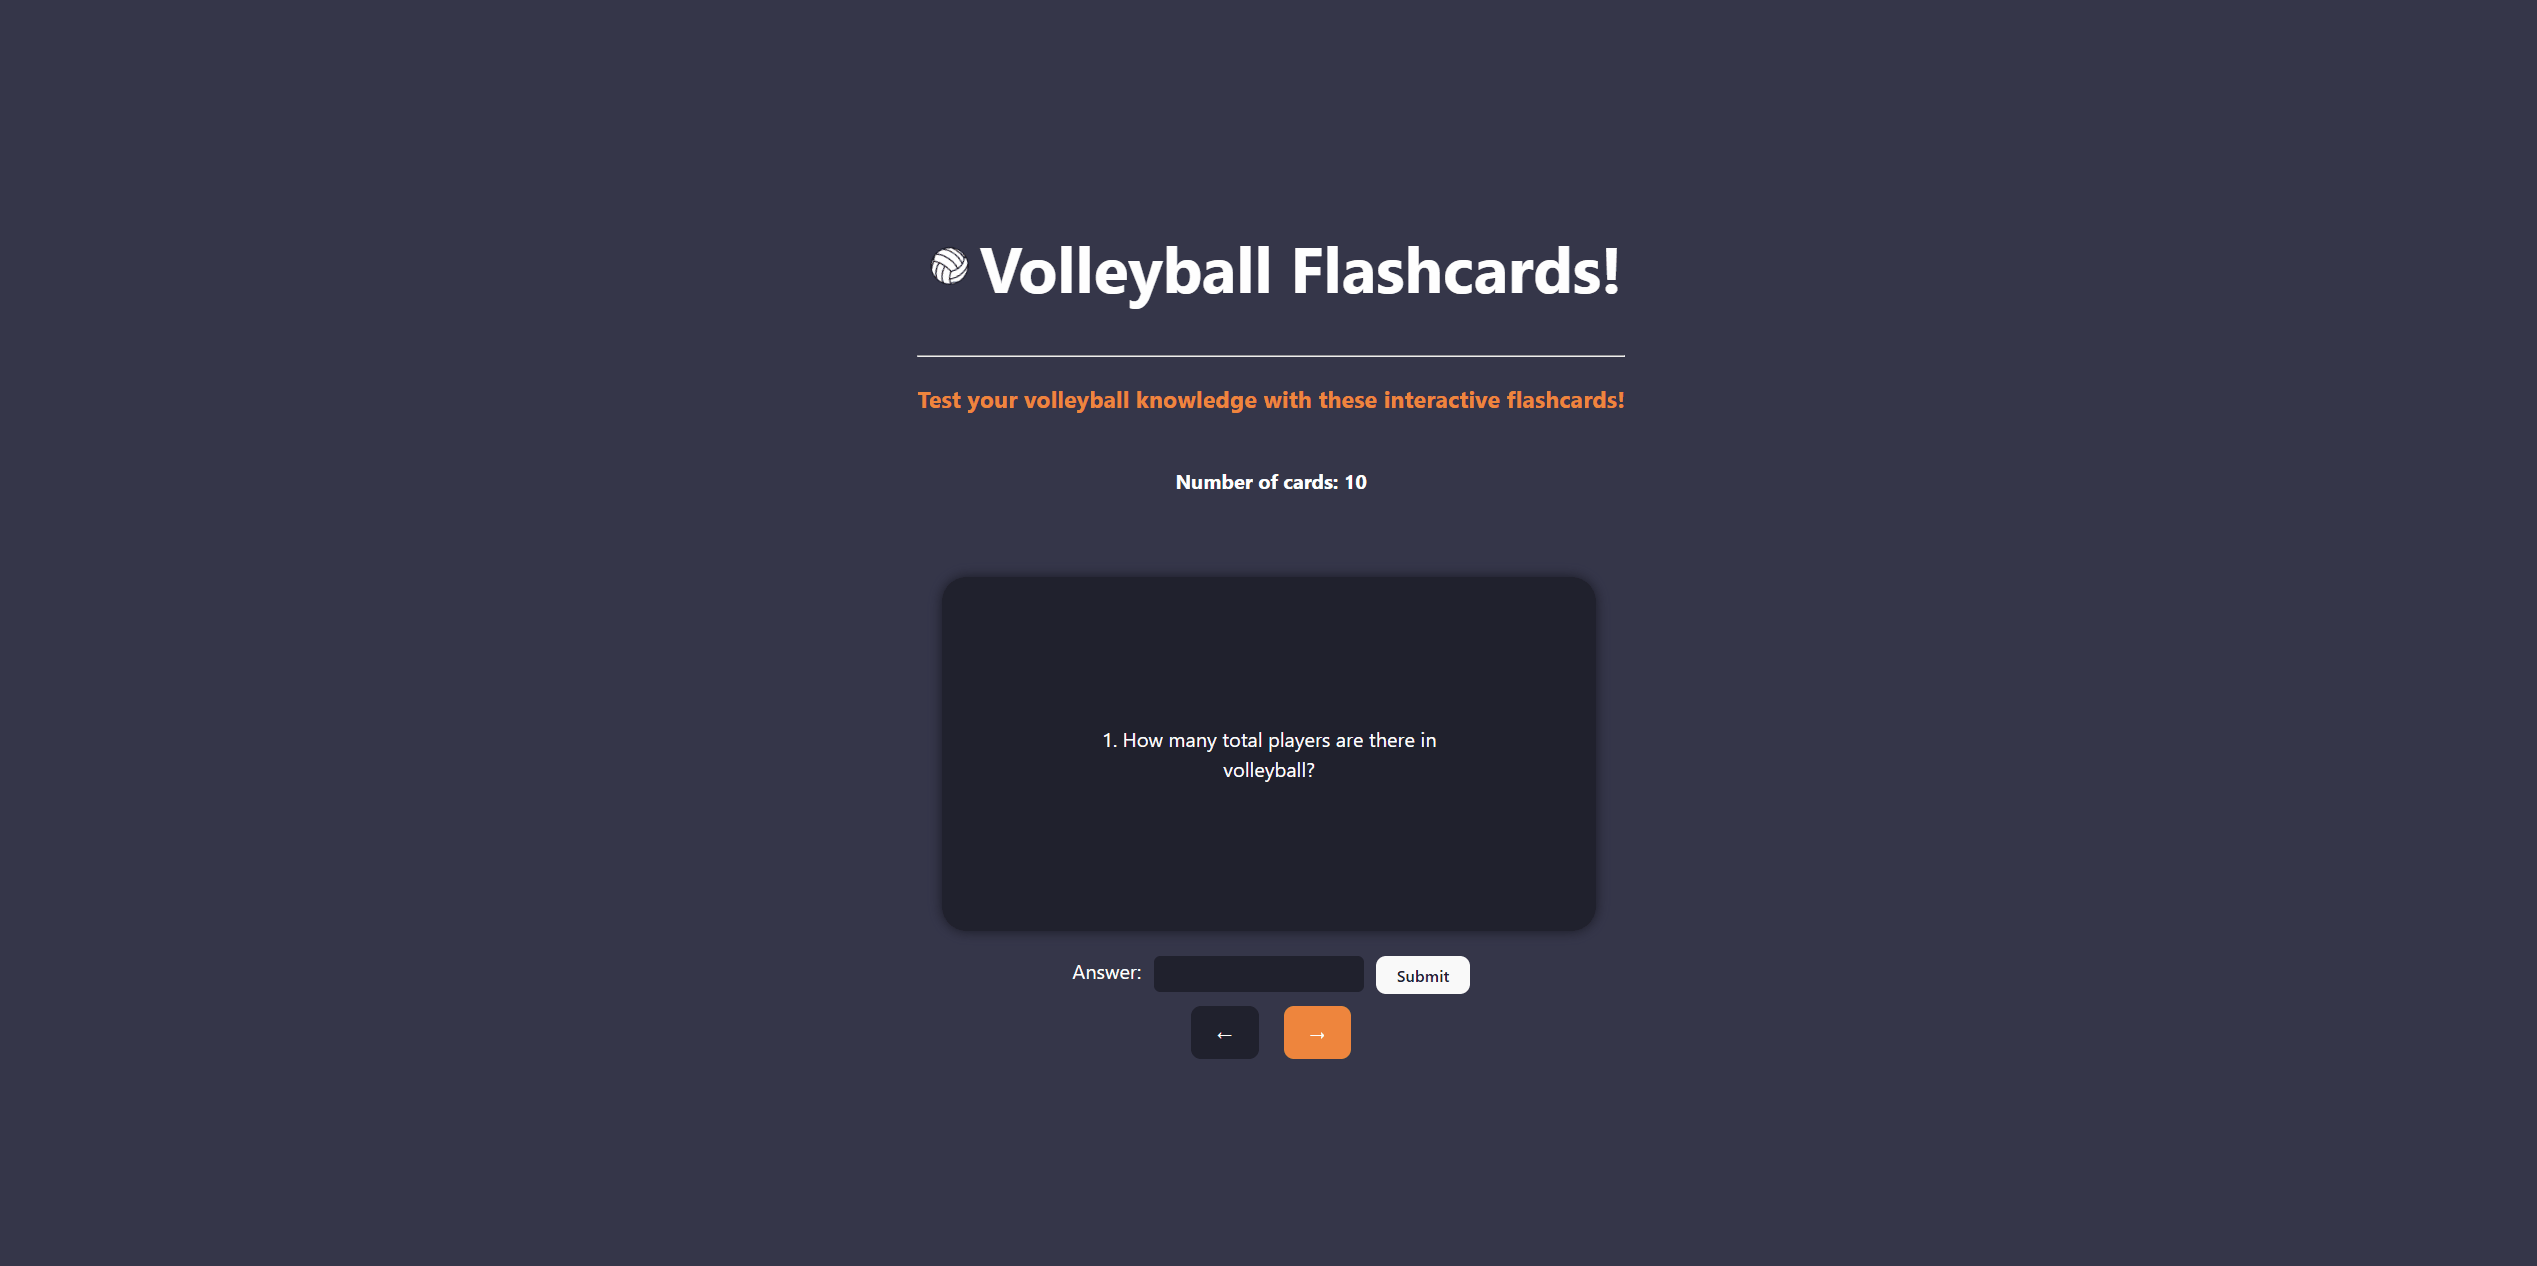 Volleyball Flashcards!
Test your volleyball knowledge with these interactive flashcards!
Number of cards: 10
1. How many total players are there in
volleyball?
Answer:
Submit
← →